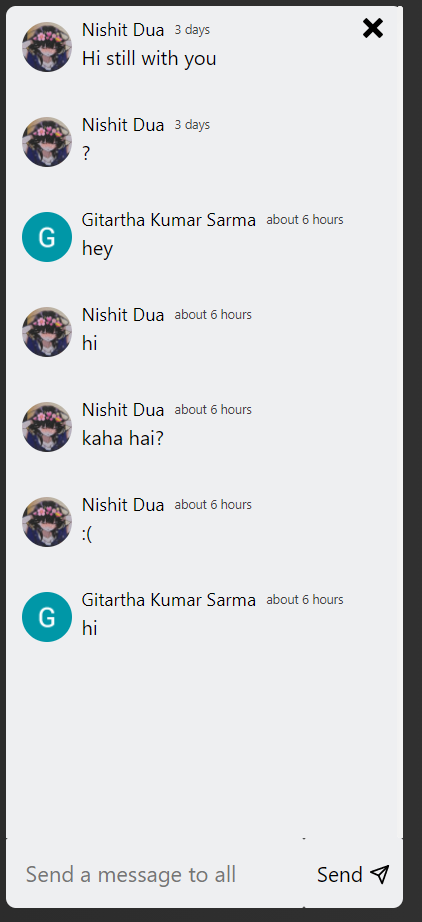 Nishit Dua 3 days
Hi still with you
Nishit Dua 3 days
?
G Gitartha Kumar Sarma about 6 hours
hey
Nishit Dua about 6 hours
hi
Nishit Dua about 6 hours
kaha hai?
Nishit Dua about 6 hours
:(
G Gitartha Kumar Sarma about 6 hours
hi
Send a message to all Send